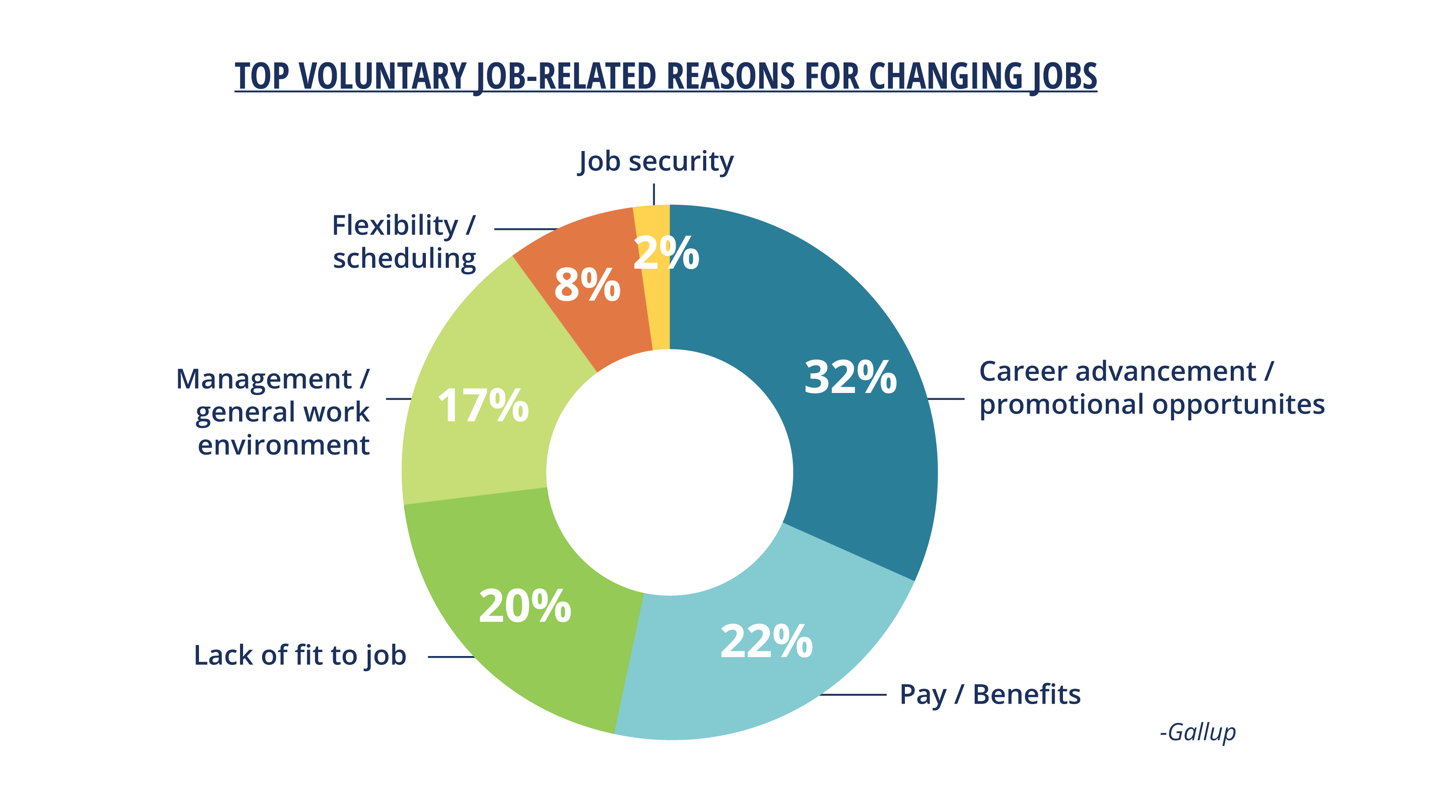 TOP VOLUNTARY JOB-RELATED REASONS FOR CHANGING JOBS
Job security
Flexibility /
scheduling
2%
8%
Management /
general work
environment
17%
32%
Career advancement /
promotional opportunites
20%
Lack of fit to job
22%
Pay / Benefits
-Gallup